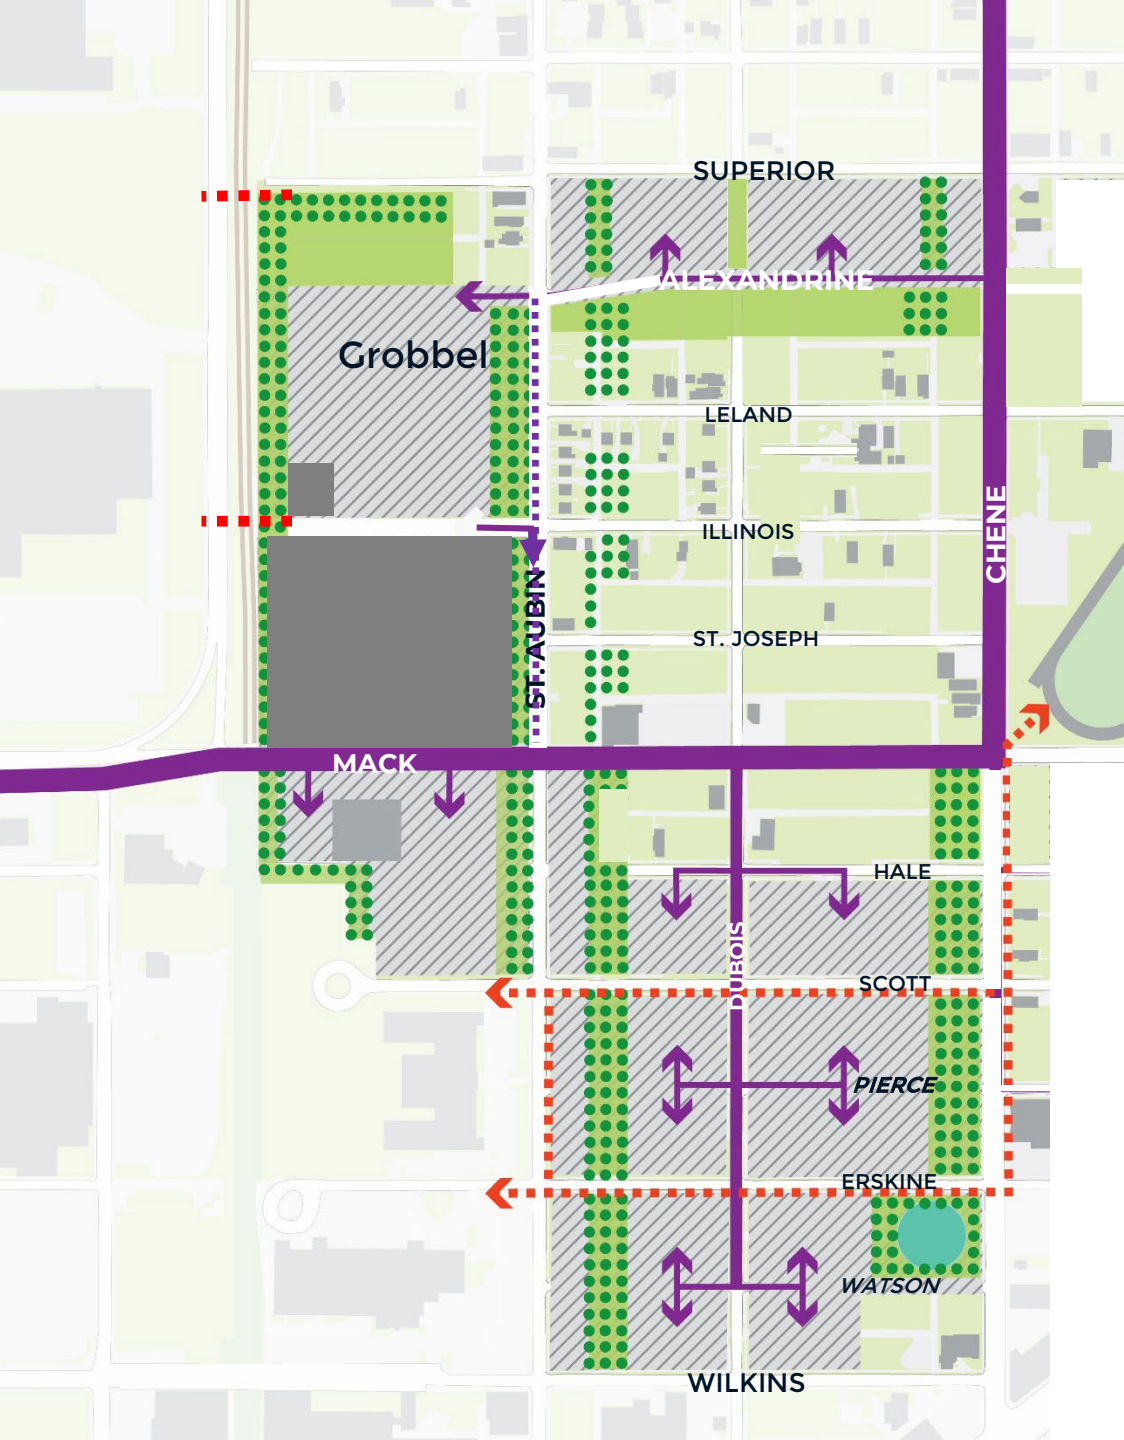 SUPERIOR
ALEXANDRINE
Grobbel
LELAND
CHENE
ILLINOIS
ST. AUBIN
ST. JOSEPH
MACK
HALE
DUBOIS
SCOTT
PIERCE
ERSKINE
WATSON
WILKINS